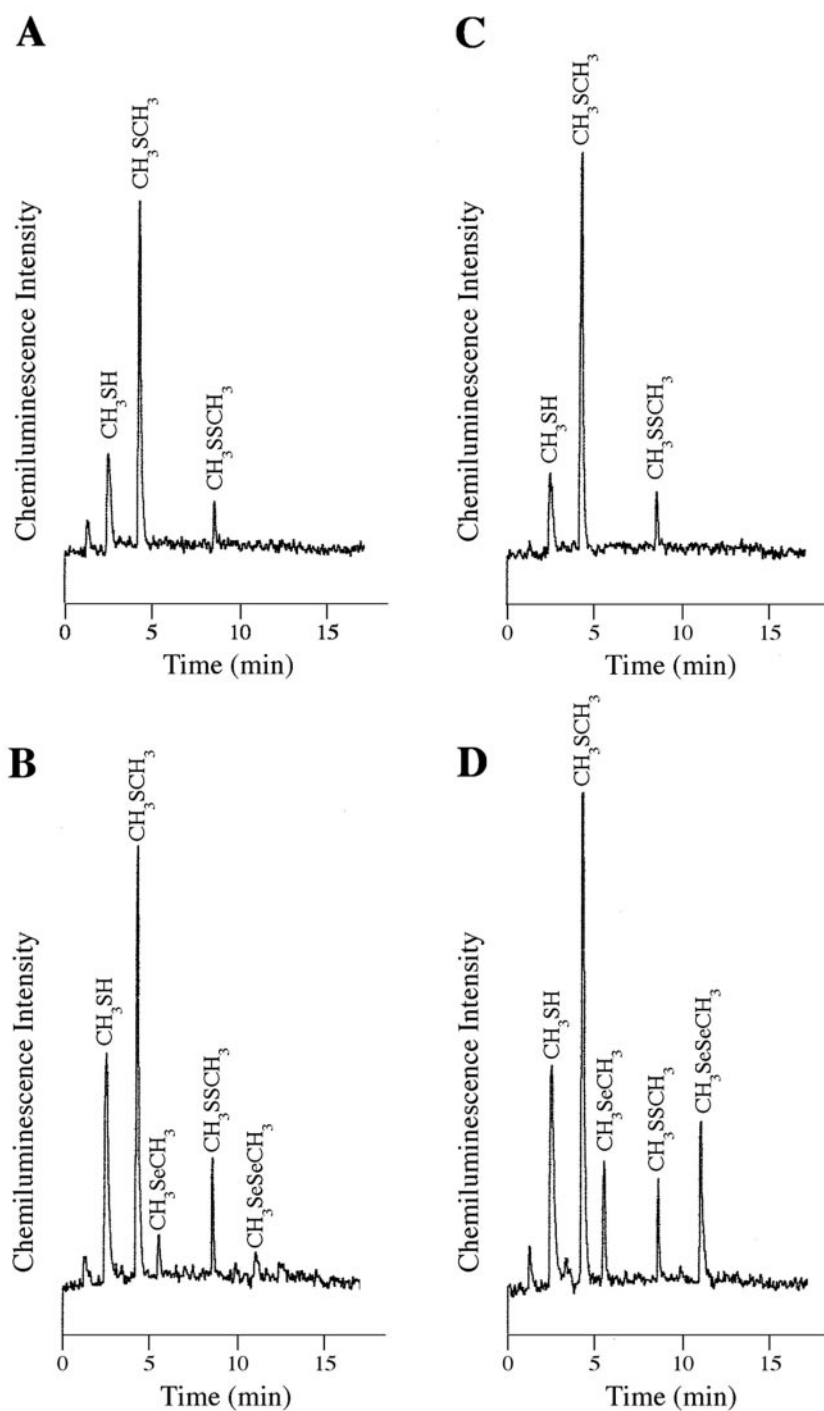 A
Chemiluminescence Intensity
CH₃SH
CH₃SCH₃
CH₃SSCH₃
0 5 10 15
Time (min)
C
Chemiluminescence Intensity
CH₃SH
CH₃SCH₃
CH₃SSCH₃
0 5 10 15
Time (min)
B
Chemiluminescence Intensity
CH₃SH
CH₃SCH₃
CH₃SeCH₃
CH₃SSCH₃
CH₃SeSeCH₃
0 5 10 15
Time (min)
D
Chemiluminescence Intensity
CH₃SH
CH₃SCH₃
CH₃SeCH₃
CH₃SSCH₃
CH₃SeSeCH₃
0 5 10 15
Time (min)